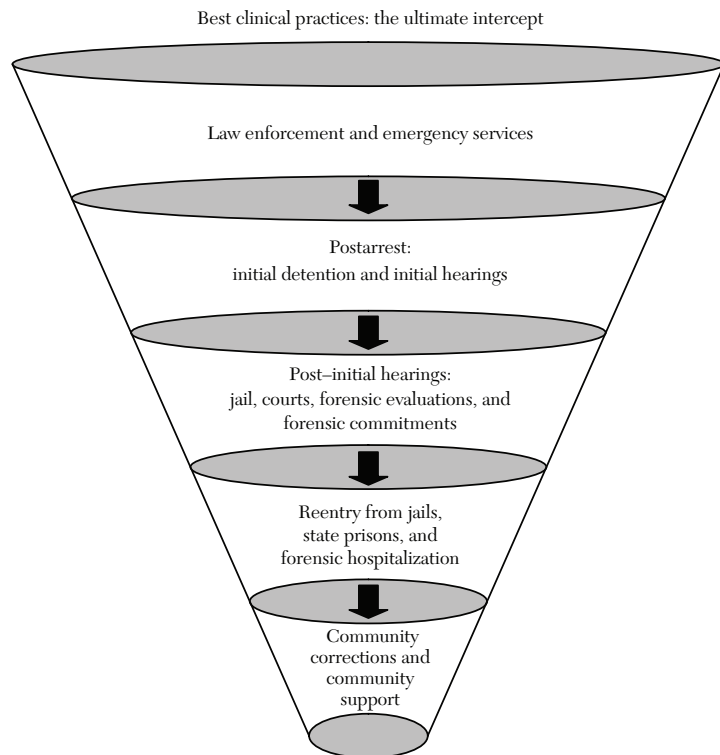 Best clinical practices: the ultimate intercept
Law enforcement and emergency services
Postarrest:
initial detention and initial hearings
Post–initial hearings:
jail, courts, forensic evaluations, and
forensic commitments
Reentry from jails,
state prisons, and
forensic hospitalization
Community
corrections and
community
support